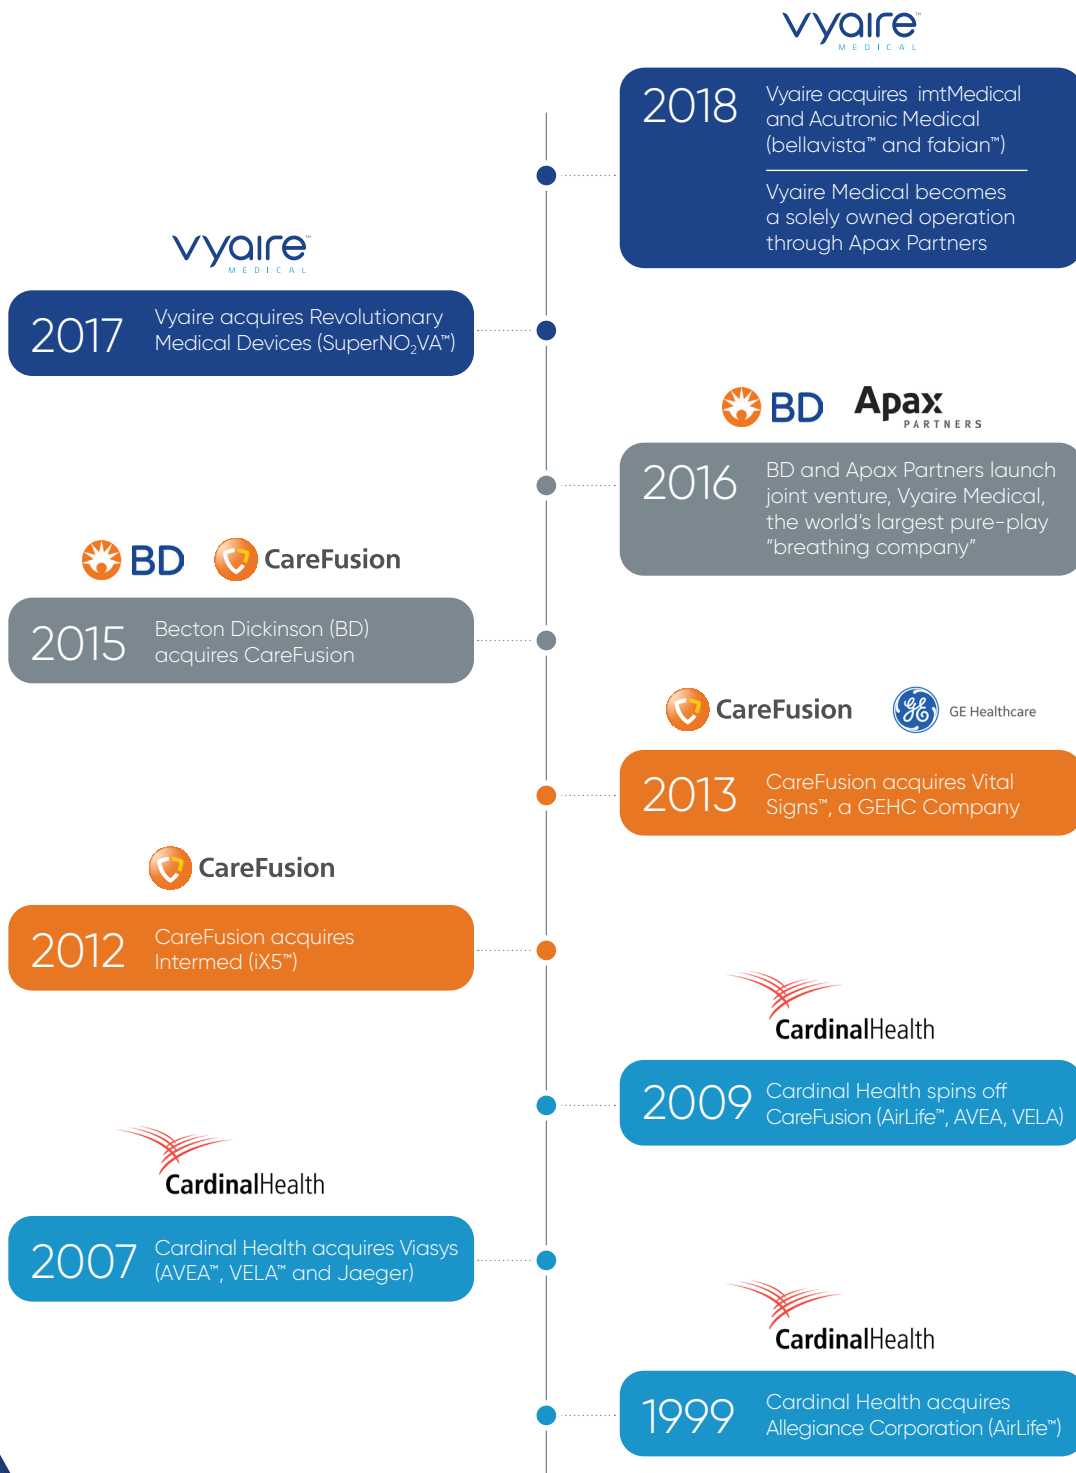 vyaire™
MEDICAL
2018
Vyaire acquires imtMedical
and Acutronic Medical
(bellavista™ and fabian™)
Vyaire Medical becomes
a solely owned operation
through Apax Partners
vyaire™
MEDICAL
2017
Vyaire acquires Revolutionary
Medical Devices (SuperNO₂VA™)
BD
Apax
PARTNERS
2016
BD and Apax Partners launch
joint venture, Vyaire Medical,
the world's largest pure-play
“breathing company”
BD
CareFusion
2015
Becton Dickinson (BD)
acquires CareFusion
CareFusion
GE
GE Healthcare
2013
CareFusion acquires Vital
Signs™, a GEHC Company
CareFusion
2012
CareFusion acquires
Intermed (iX5™)
CardinalHealth
2009
Cardinal Health spins off
CareFusion (AirLife™, AVEA, VELA)
CardinalHealth
2007
Cardinal Health acquires Viasys
(AVEA™, VELA™ and Jaeger)
CardinalHealth
1999
Cardinal Health acquires
Allegiance Corporation (AirLife™)